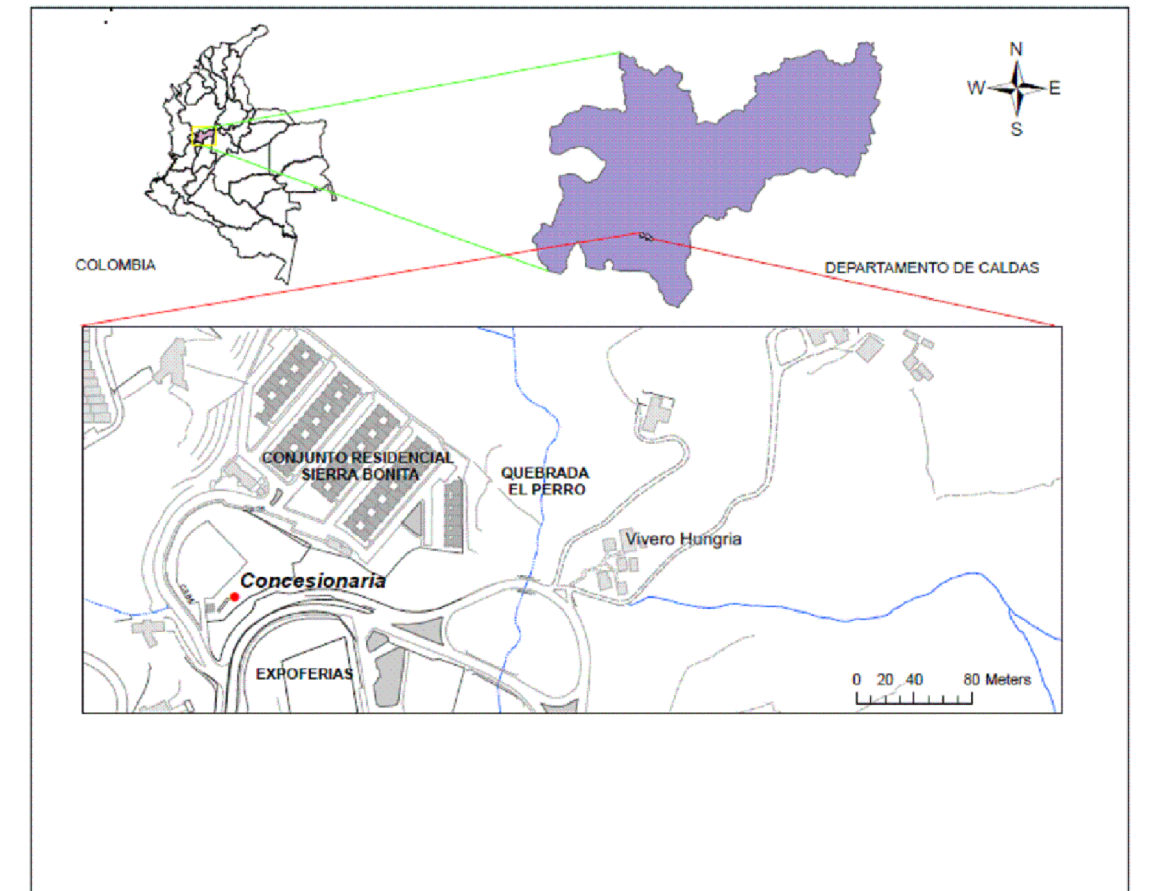 N
W E
S
COLOMBIA
DEPARTAMENTO DE CALDAS
CONJUNTO RESIDENCIAL
SIERRA BONITA
QUEBRADA
EL PERRO
Vivero Hungria
Concesionaria
EXPOFERIAS
0 20 40 80 Meters